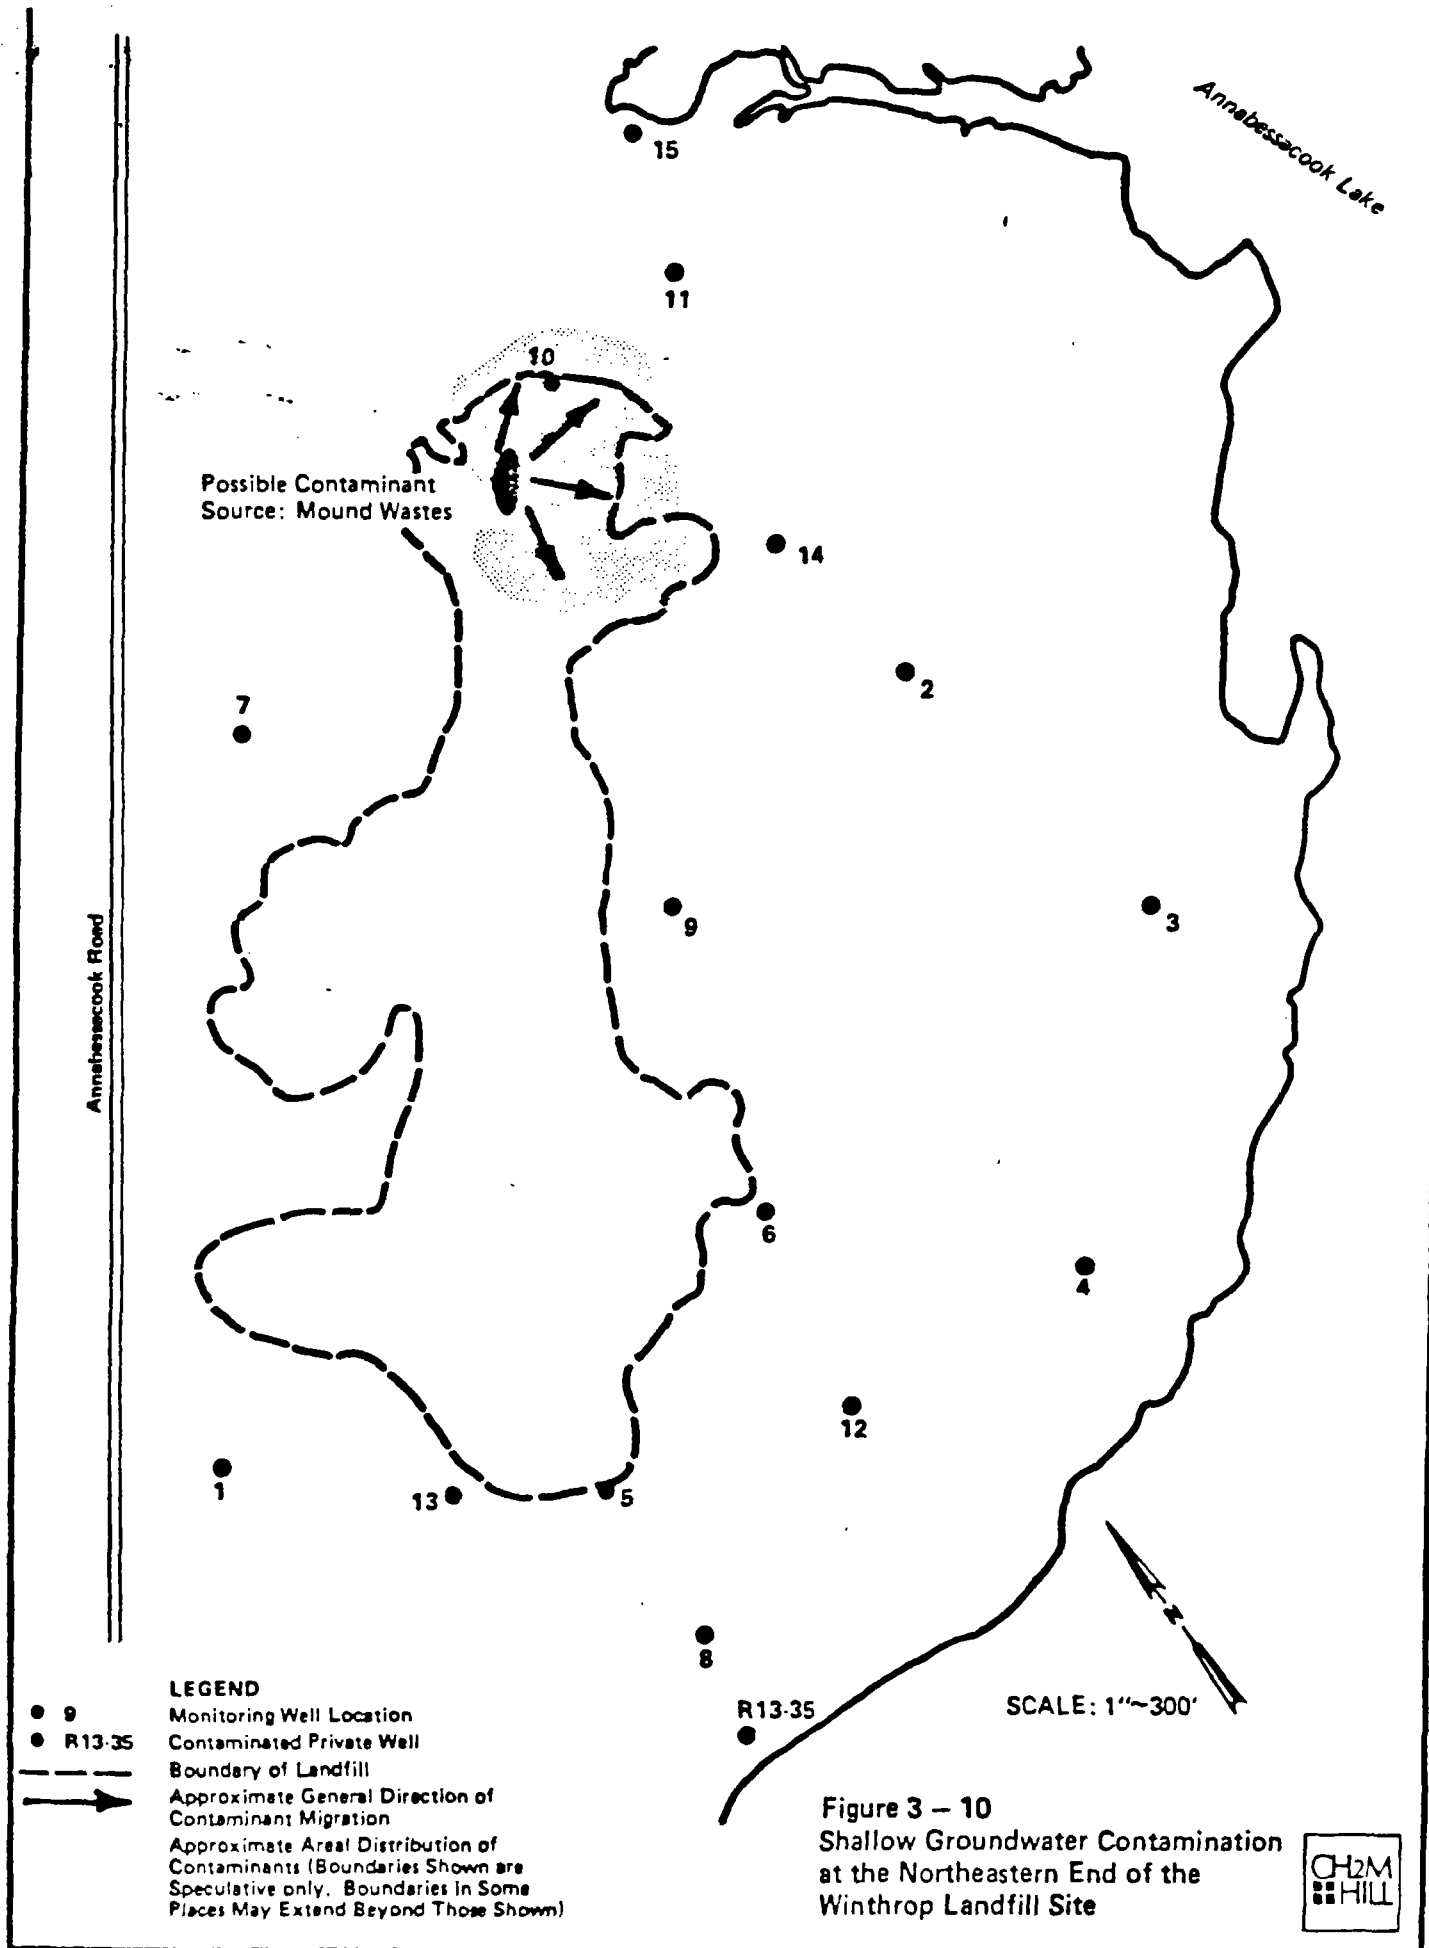 Annabessacook Lake
15
11
10
Possible Contaminant
Source: Mound Wastes
14
2
7
9
3
Annabessacook Road
6
4
12
1
13
5
8
R13-35
N
SCALE: 1"~300'
LEGEND
9 Monitoring Well Location
R13-35 Contaminated Private Well
Boundary of Landfill
Approximate General Direction of
Contaminant Migration
Approximate Areal Distribution of
Contaminants (Boundaries Shown are
Speculative only. Boundaries in Some
Places May Extend Beyond Those Shown)
Figure 3 – 10
Shallow Groundwater Contamination
at the Northeastern End of the
Winthrop Landfill Site
CH2M
HILL